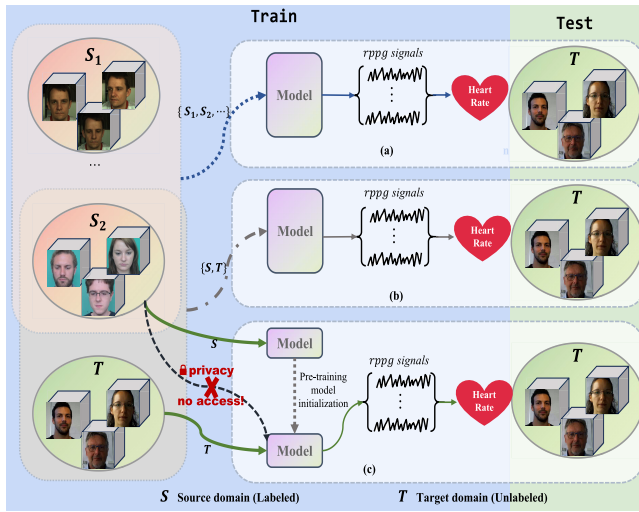 Train
Test
S1
...
{S1, S2, ...}
Model
rppg signals
...
Heart
Rate
(a)
T
S2
{S,T}
Model
rppg signals
...
Heart
Rate
(b)
T
S
Model
privacy
no access!
Pre-training
model
initialization
rppg signals
...
Heart
Rate
T
T
Model
(c)
T
S Source domain (Labeled)
T Target domain (Unlabeled)